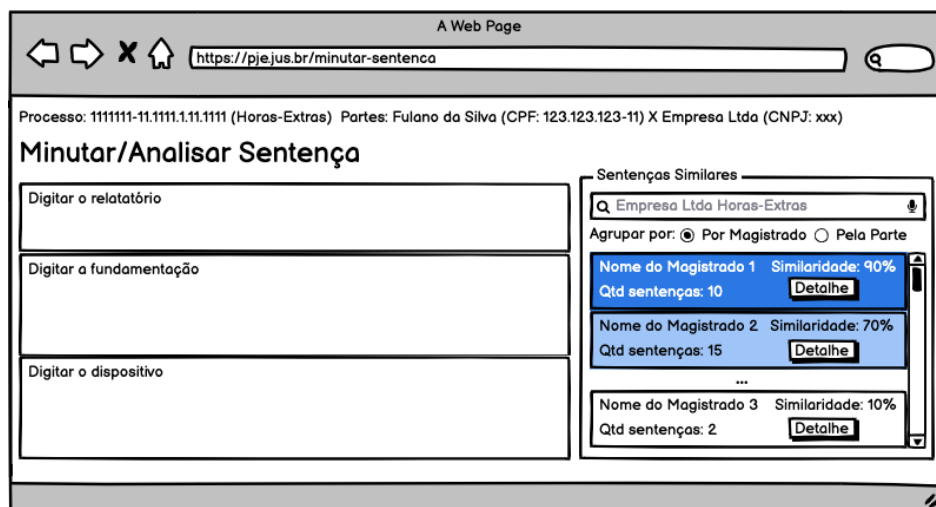 A Web Page
https://pje.jus.br/minutar-sentenca
Processo: 1111111-11.1111.1.11.1111 (Horas-Extras) Partes: Fulano da Silva (CPF: 123.123.123-11) X Empresa Ltda (CNPJ: xxx)
Minutar/Analisar Sentença
Digitar o relatatório
Digitar a fundamentação
Digitar o dispositivo
Sentenças Similares
Empresa Ltda Horas-Extras
Agrupar por: Por Magistrado Pela Parte
Nome do Magistrado 1 Similaridade: 90%
Qtd sentenças: 10 Detalhe
Nome do Magistrado 2 Similaridade: 70%
Qtd sentenças: 15 Detalhe
...
Nome do Magistrado 3 Similaridade: 10%
Qtd sentenças: 2 Detalhe